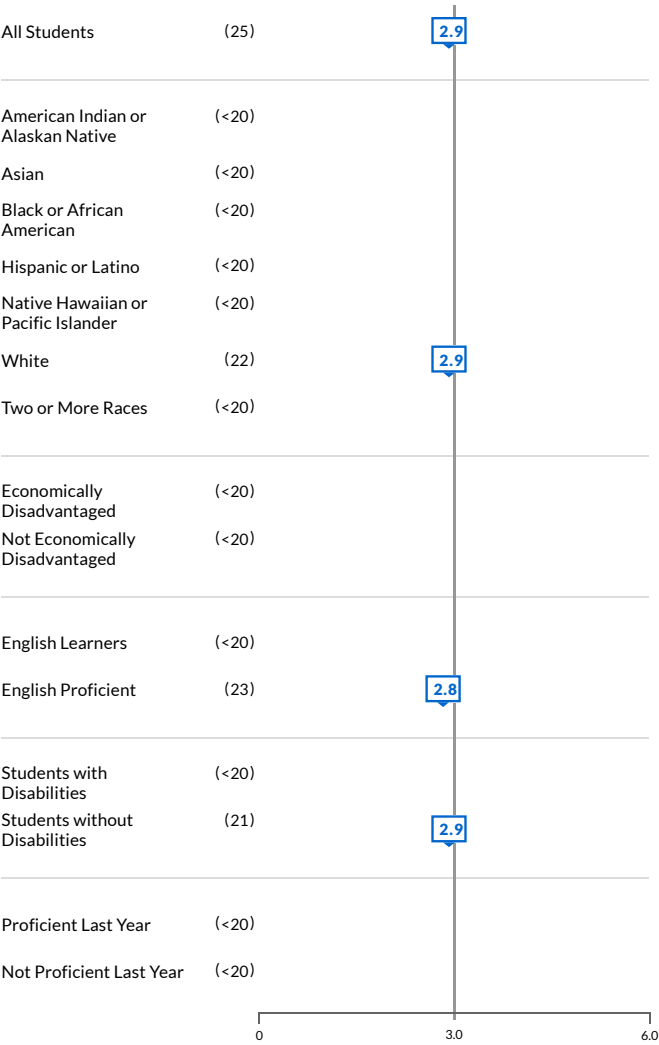 All Students (25) 2.9
American Indian or (<20)
Alaskan Native
Asian (<20)
Black or African (<20)
American
Hispanic or Latino (<20)
Native Hawaiian or (<20)
Pacific Islander
White (22) 2.9
Two or More Races (<20)
Economically (<20)
Disadvantaged
Not Economically (<20)
Disadvantaged
English Learners (<20)
English Proficient (23) 2.8
Students with (<20)
Disabilities
Students without (21) 2.9
Disabilities
Proficient Last Year (<20)
Not Proficient Last Year (<20)
0 3.0 6.0